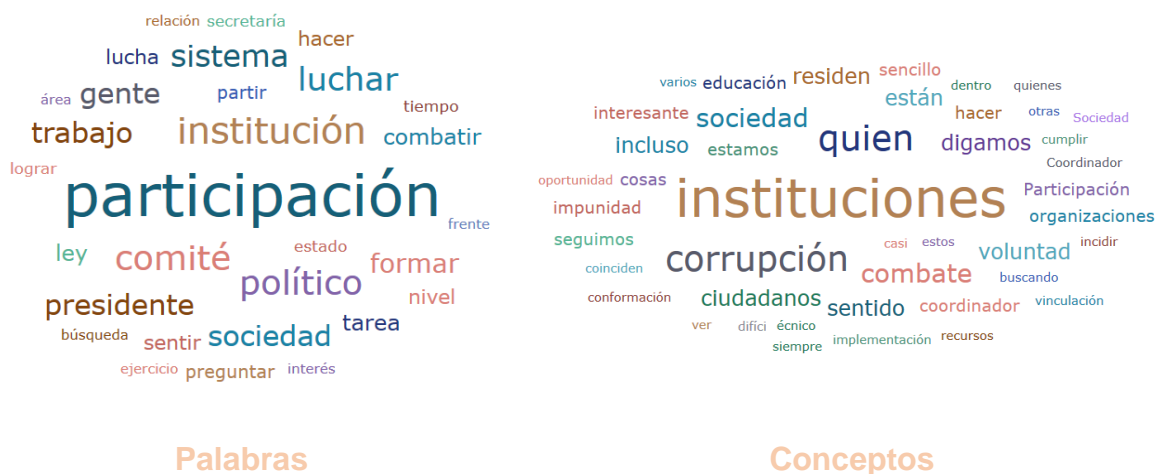 relación secretaría
hacer
lucha sistema
luchar
gente partir
área tiempo
trabajo institución combatir
lograr
participación
frente
ley comité estado
político formar
presidente nivel
búsqueda sentir sociedad tarea
ejercicio preguntar interés
Palabras
varios educación residen sencillo
dentro quienes
están
interesante sociedad hacer otras Sociedad
incluso quien digamos cumplir
estamos Coordinador
oportunidad cosas instituciones Participación
impunidad organizaciones
seguimos casi estos incidir
coinciden corrupción voluntad
combate buscando
conformación ciudadanos sentido coordinador vinculación
ver difíci écnico
siempre implementación recursos
Conceptos